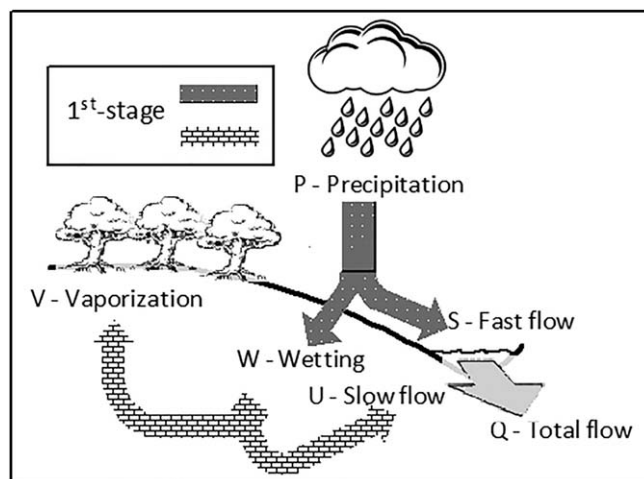 1st-stage
P - Precipitation
V - Vaporization
S - Fast flow
W - Wetting
U - Slow flow
Q - Total flow